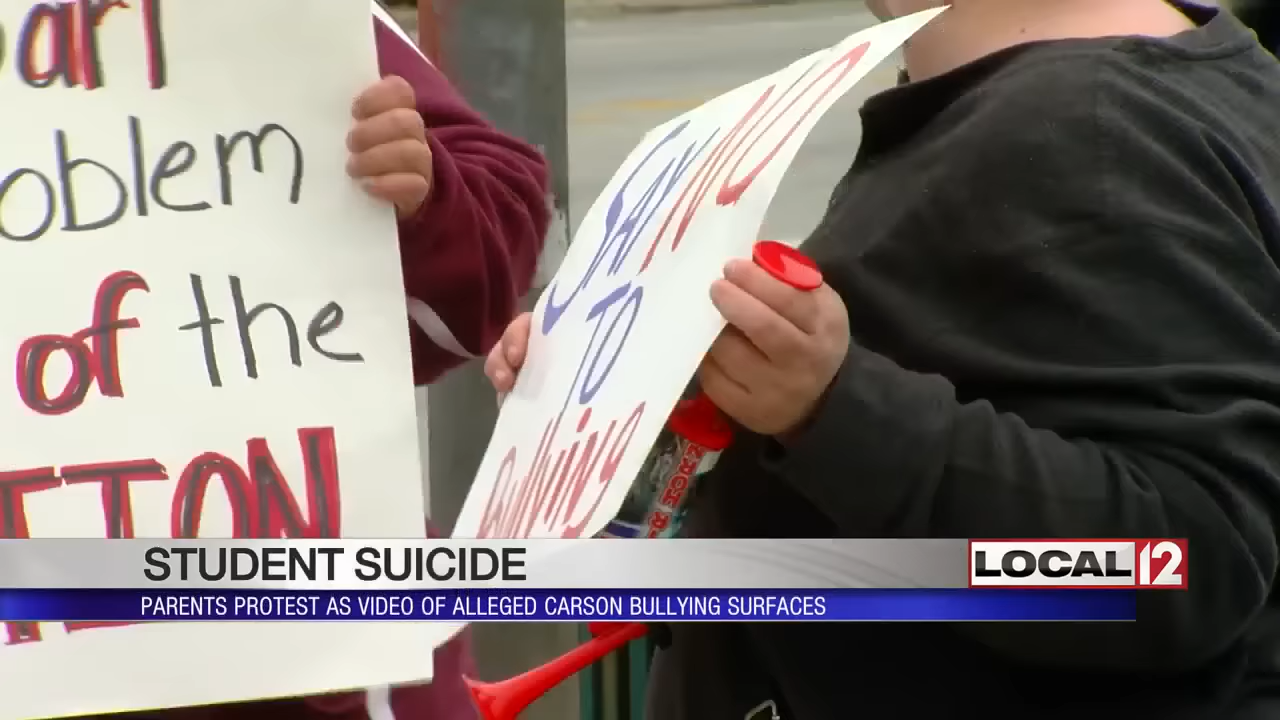 oblem
of the
SAY NO
TO
Bullying
HORN
STUDENT SUICIDE
LOCAL 12
PARENTS PROTEST AS VIDEO OF ALLEGED CARSON BULLYING SURFACES